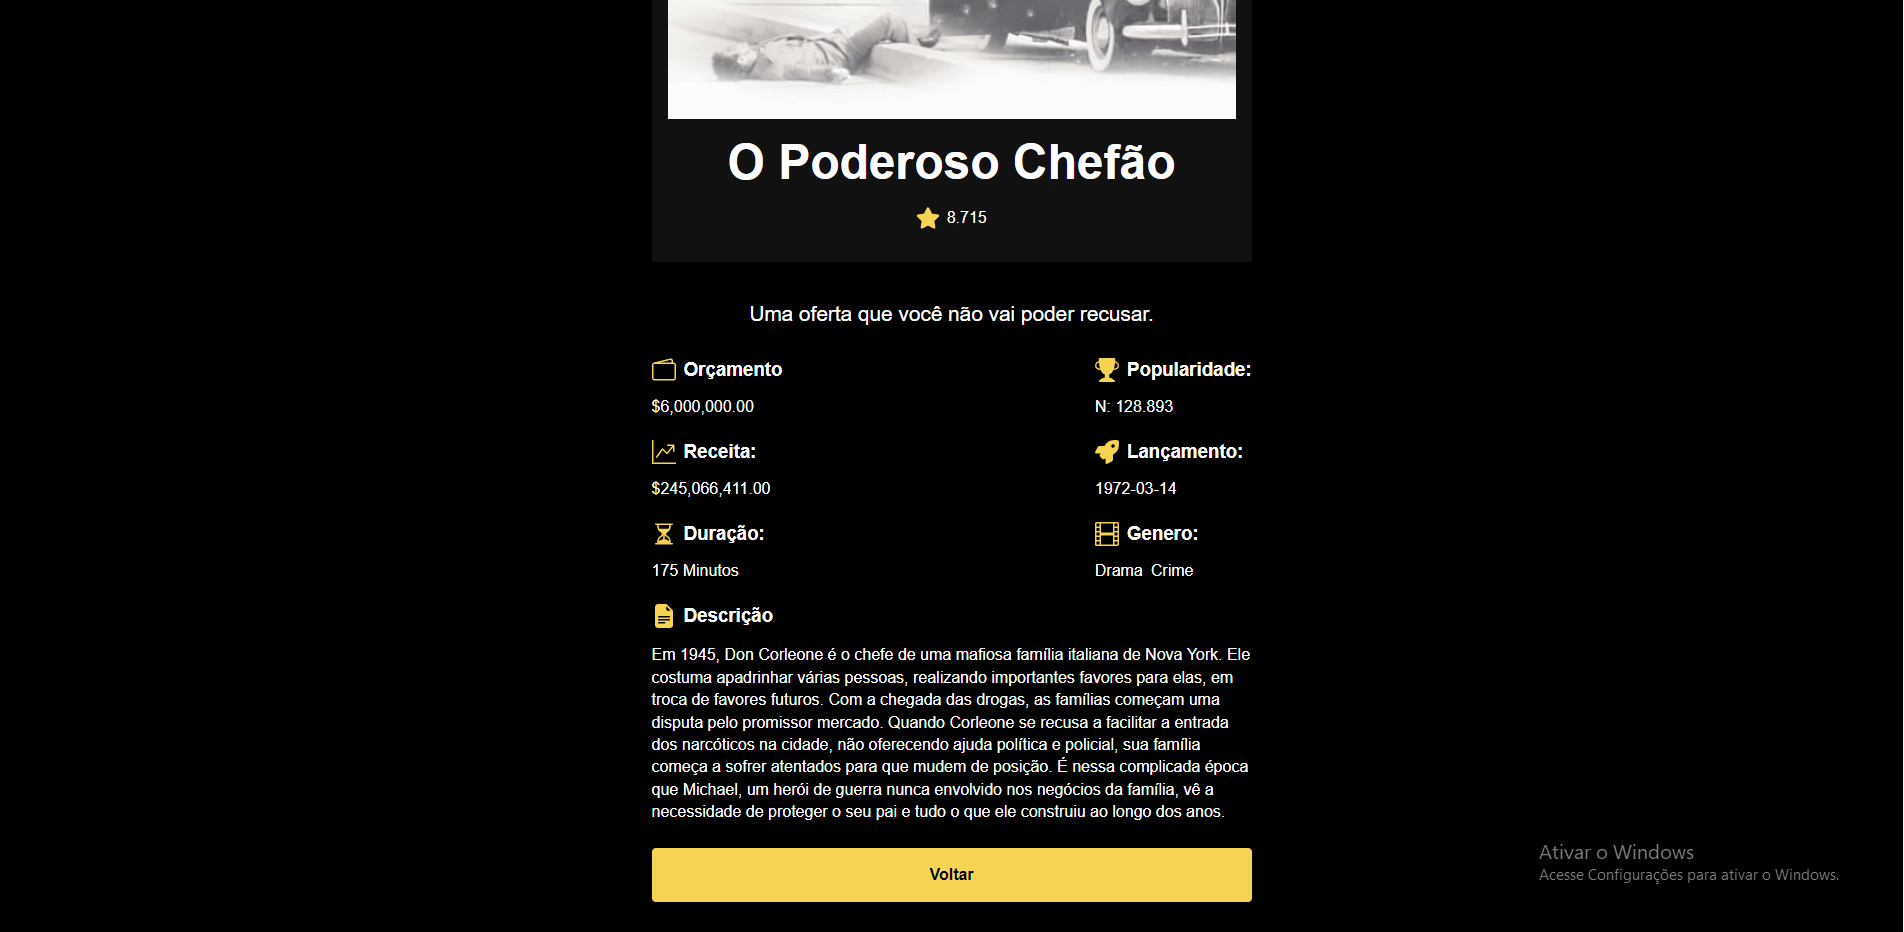 O Poderoso Chefão
8.715
Uma oferta que você não vai poder recusar.
Orçamento
$6,000,000.00
Popularidade:
N: 128.893
Receita:
$245,066,411.00
Lançamento:
1972-03-14
Duração:
175 Minutos
Genero:
Drama Crime
Descrição
Em 1945, Don Corleone é o chefe de uma mafiosa família italiana de Nova York. Ele
costuma apadrinhar várias pessoas, realizando importantes favores para elas, em
troca de favores futuros. Com a chegada das drogas, as famílias começam uma
disputa pelo promissor mercado. Quando Corleone se recusa a facilitar a entrada
dos narcóticos na cidade, não oferecendo ajuda política e policial, sua família
começa a sofrer atentados para que mudem de posição. É nessa complicada época
que Michael, um herói de guerra nunca envolvido nos negócios da família, vê a
necessidade de proteger o seu pai e tudo o que ele construiu ao longo dos anos.
Voltar
Ativar o Windows
Acesse Configurações para ativar o Windows.